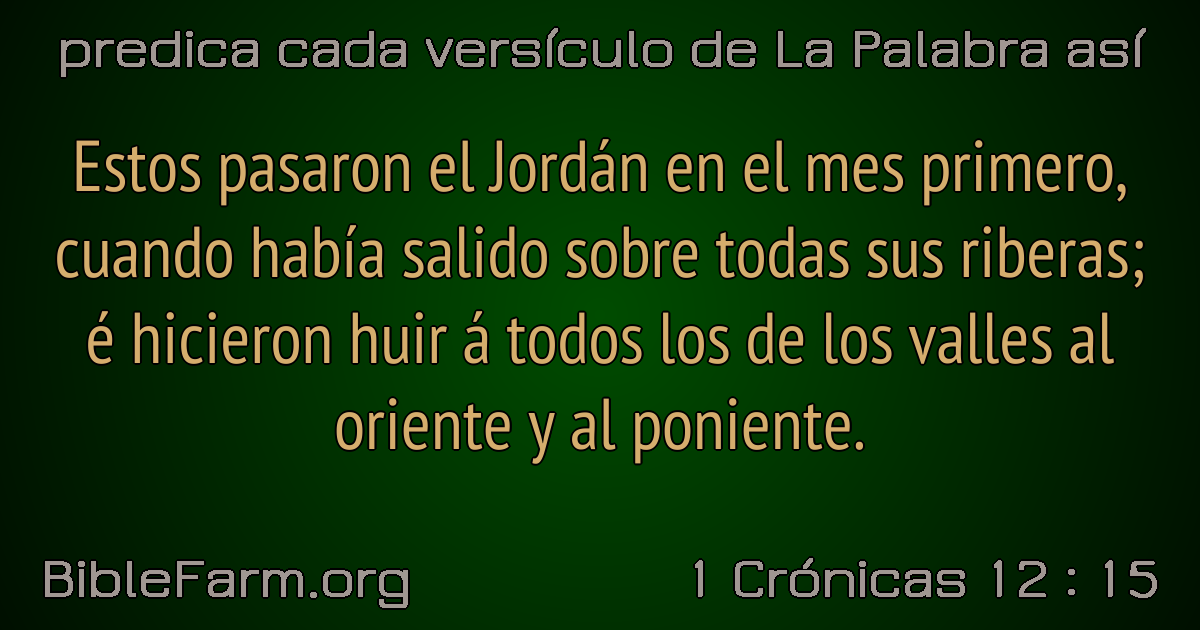 predica cada versículo de La Palabra así
Estos pasaron el Jordán en el mes primero,
cuando había salido sobre todas sus riberas;
é hicieron huir á todos los de los valles al
oriente y al poniente.
BibleFarm.org
1 Crónicas 12 : 15